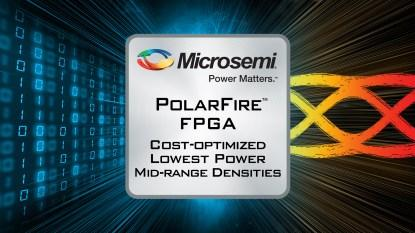 Microsemi.
Power Matters.™
POLARFIRE™
FPGA
COST-OPTIMIZED
LOWEST POWER
MID-RANGE DENSITIES